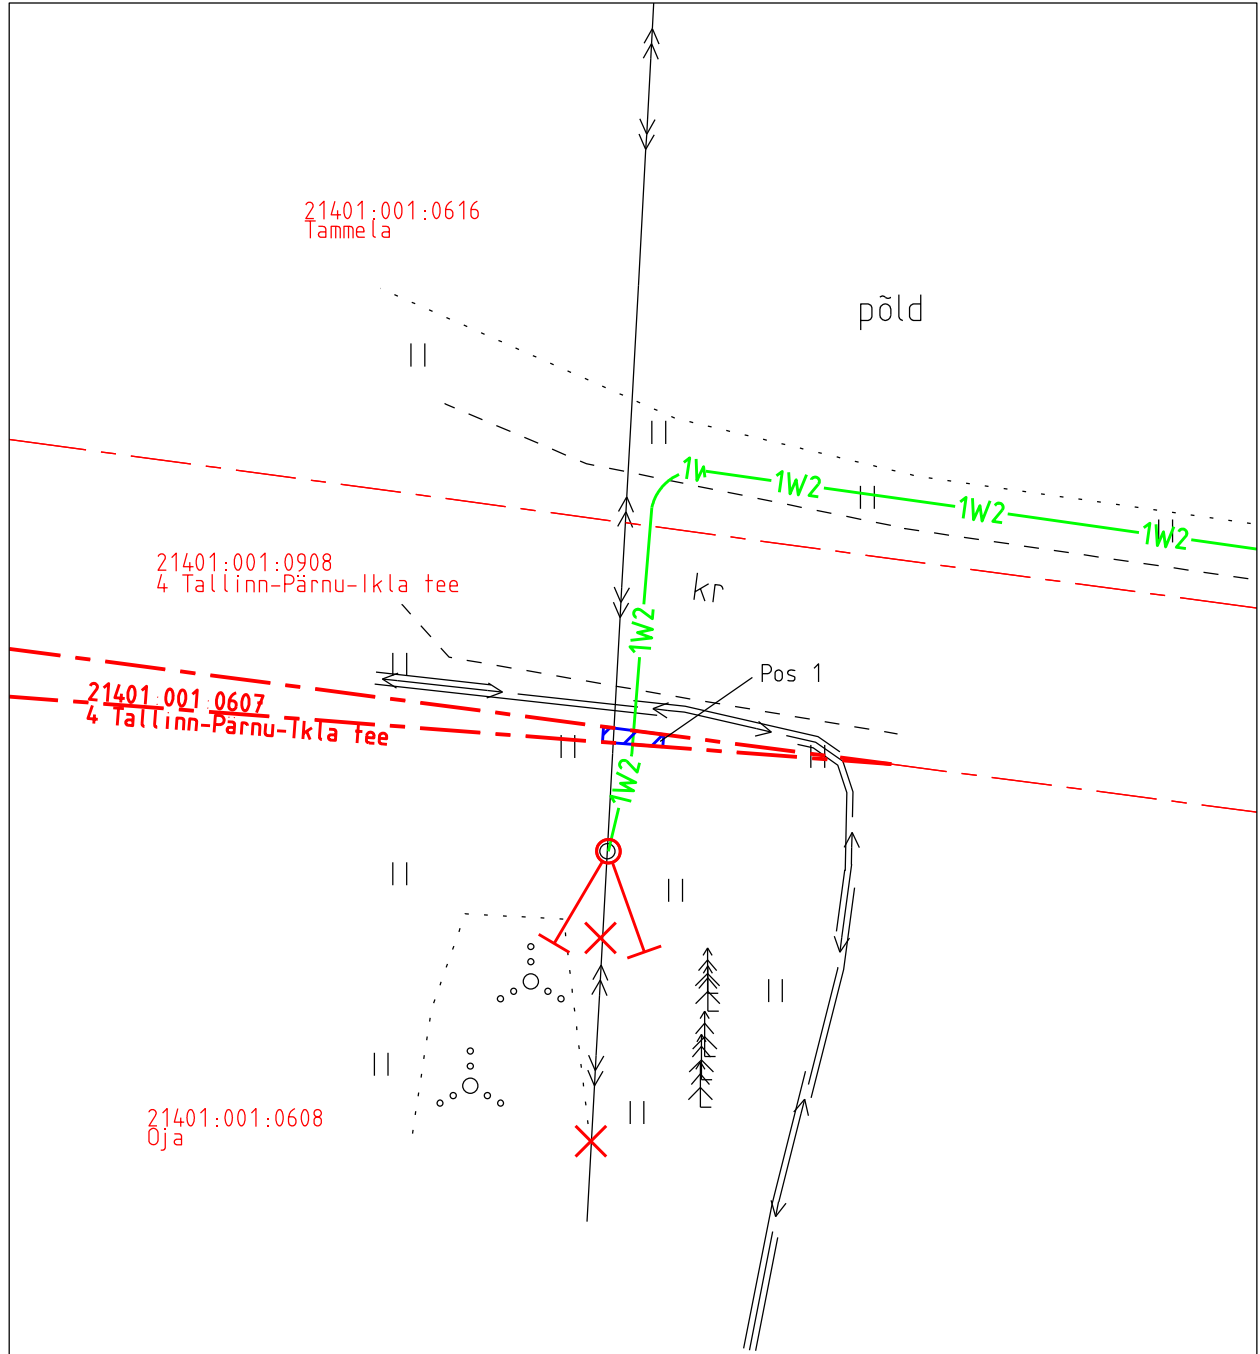 21401:001:0616
Tammela
põld
1W
1W2
1W2
1W2
21401:001:0908
4 Tallinn-Pärnu-Ikla tee
kr
1W2
Pos 1
21401:001:0607
4 Tallinn-Pärnu-Ikla tee
1W2
21401:001:0608
Oja